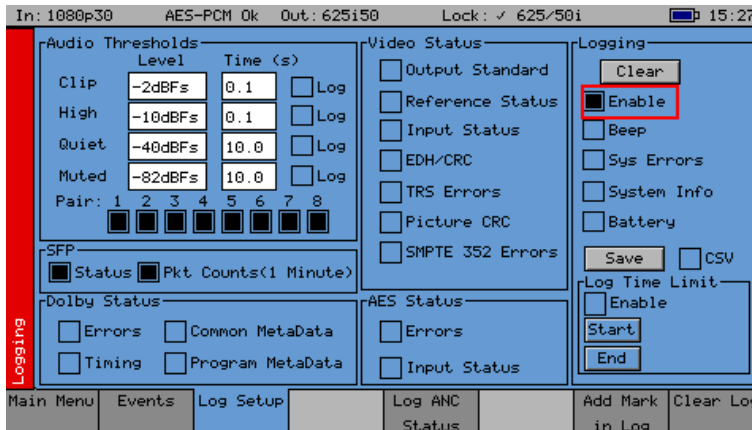 In: 1080p30 AES-PCM Ok Out: 625i50 Lock: ✓ 625/50i 15:27
Audio Thresholds
Level Time (s)
Clip -2dBFs 0.1 Log
High -10dBFs 0.1 Log
Quiet -40dBFs 10.0 Log
Muted -82dBFs 10.0 Log
Pair: 1 2 3 4 5 6 7 8
SFP
Status Pkt Counts(1 Minute)
Dolby Status
Errors Common MetaData
Timing Program MetaData
Video Status
Output Standard
Reference Status
Input Status
EDH/CRC
TRS Errors
Picture CRC
SMPTE 352 Errors
AES Status
Errors
Input Status
Logging
Clear
Enable
Beep
Sys Errors
System Info
Battery
Save CSV
Log Time Limit
Enable
Start
End
Logging
Main Menu Events Log Setup Log ANC Status Add Mark in Log Clear Lo